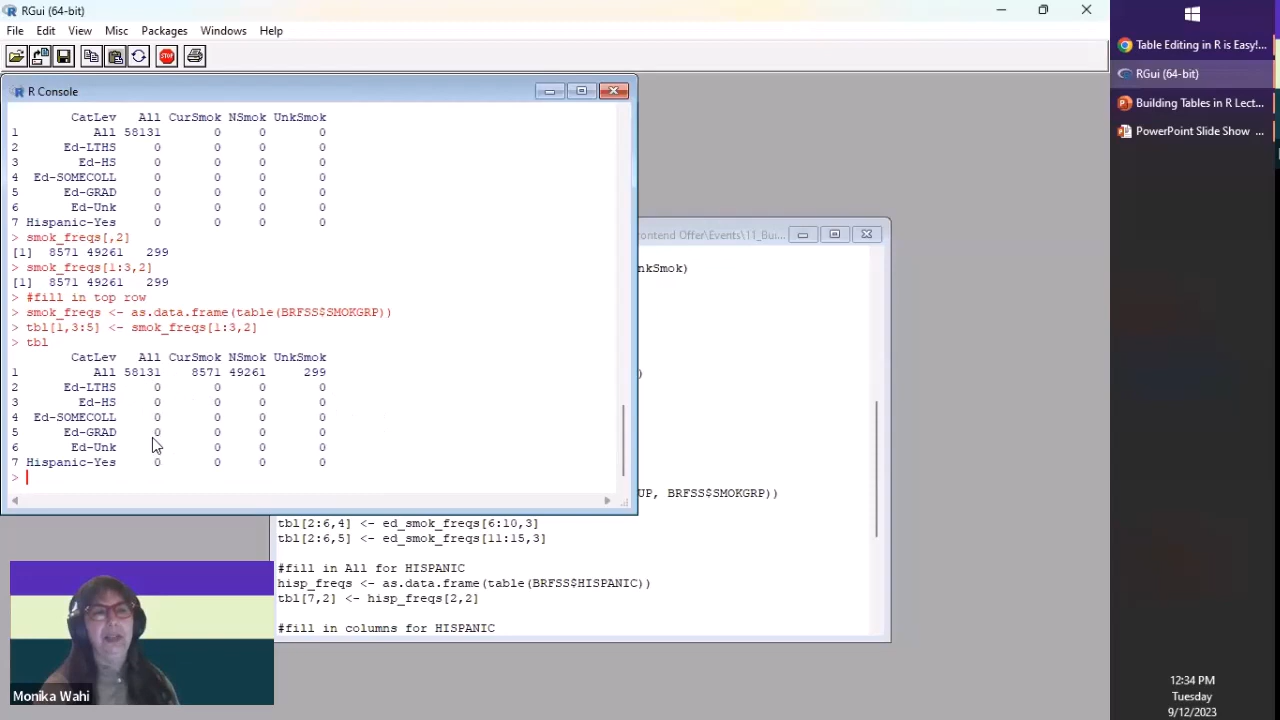 RGui (64-bit)
File Edit View Misc Packages Windows Help
STOP
R Console
CatLev All CurSmok NSmok UnkSmok
1 All 58131 0 0 0
2 Ed-LTHS 0 0 0 0
3 Ed-HS 0 0 0 0
4 Ed-SOMECOLL 0 0 0 0
5 Ed-GRAD 0 0 0 0
6 Ed-Unk 0 0 0 0
7 Hispanic-Yes 0 0 0 0
> smok_freqs[,2]
[1] 8571 49261 299
> smok_freqs[1:3,2]
[1] 8571 49261 299
> #fill in top row
> smok_freqs <- as.data.frame(table(BRFSS$SMOKGRP))
> tbl[1,3:5] <- smok_freqs[1:3,2]
> tbl
CatLev All CurSmok NSmok UnkSmok
1 All 58131 8571 49261 299
2 Ed-LTHS 0 0 0 0
3 Ed-HS 0 0 0 0
4 Ed-SOMECOLL 0 0 0 0
5 Ed-GRAD 0 0 0 0
6 Ed-Unk 0 0 0 0
7 Hispanic-Yes 0 0 0 0
>
ontend Offer\Events\11_Bui...
nkSmok)
)
UP, BRFSS$SMOKGRP))
tbl[2:6,4] <- ed_smok_freqs[6:10,3]
tbl[2:6,5] <- ed_smok_freqs[11:15,3]
#fill in All for HISPANIC
hisp_freqs <- as.data.frame(table(BRFSS$HISPANIC))
tbl[7,2] <- hisp_freqs[2,2]
#fill in columns for HISPANIC
Monika Wahi
Table Editing in R is Easy!...
RGui (64-bit)
Building Tables in R Lect...
PowerPoint Slide Show ...
12:34 PM
Tuesday
9/12/2023